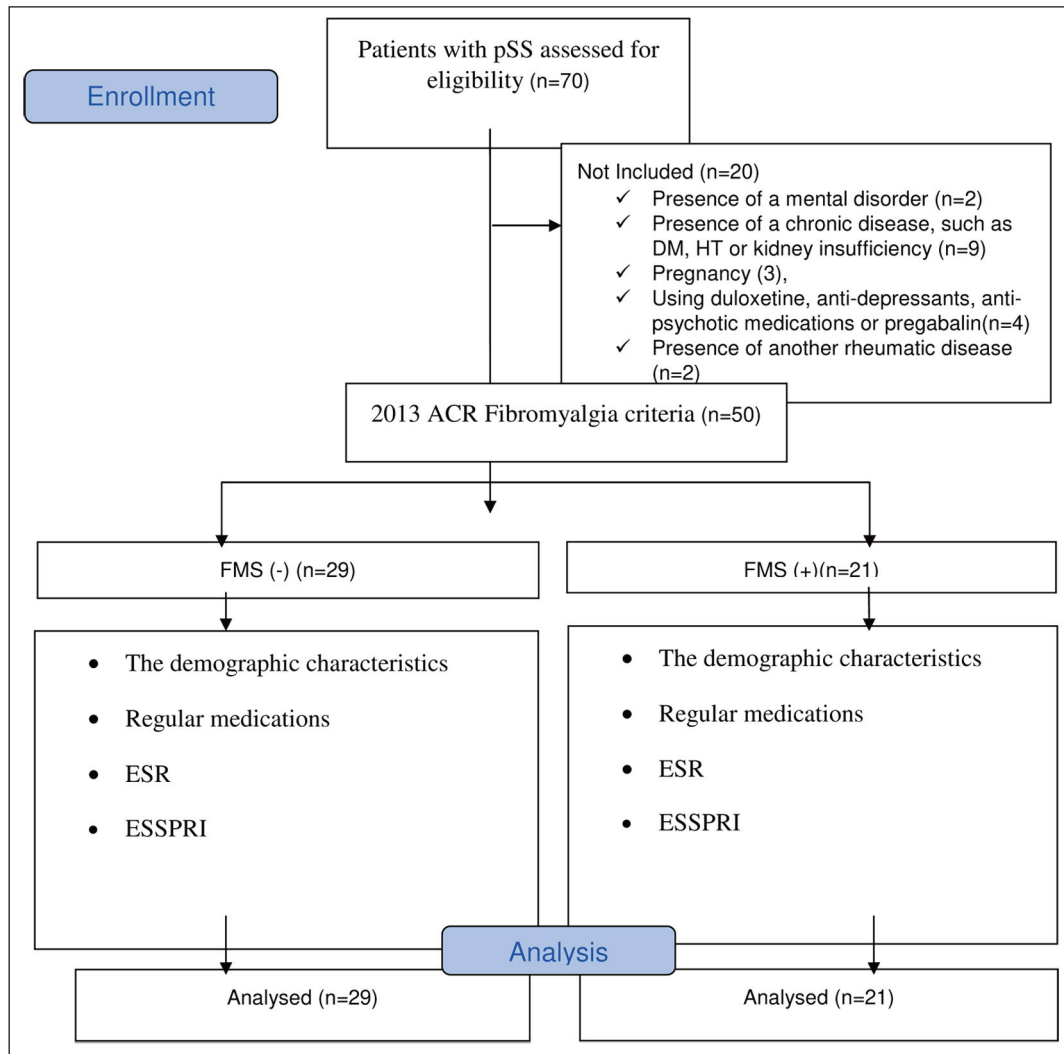 Patients with pSS assessed for
eligibility (n=70)
Enrollment
Not Included (n=20)
✓ Presence of a mental disorder (n=2)
✓ Presence of a chronic disease, such as
DM, HT or kidney insufficiency (n=9)
✓ Pregnancy (3),
✓ Using duloxetine, anti-depressants, anti-
psychotic medications or pregabalin(n=4)
✓ Presence of another rheumatic disease
(n=2)
2013 ACR Fibromyalgia criteria (n=50)
FMS (-) (n=29)
FMS (+)(n=21)
• The demographic characteristics
• Regular medications
• ESR
• ESSPRI
• The demographic characteristics
• Regular medications
• ESR
• ESSPRI
Analysis
Analysed (n=29)
Analysed (n=21)